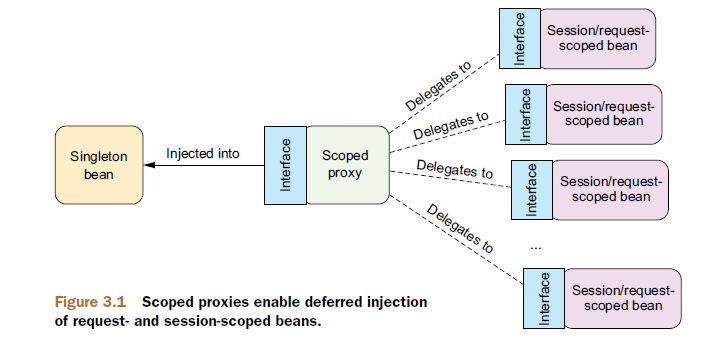 Singleton
bean
Injected into
Interface
Scoped
proxy
Delegates to
Interface
Session/request-
scoped bean
Delegates to
Interface
Session/request-
scoped bean
Delegates to
Interface
Session/request-
scoped bean
...
Delegates to
Interface
Session/request-
scoped bean
Figure 3.1 Scoped proxies enable deferred injection
of request- and session-scoped beans.